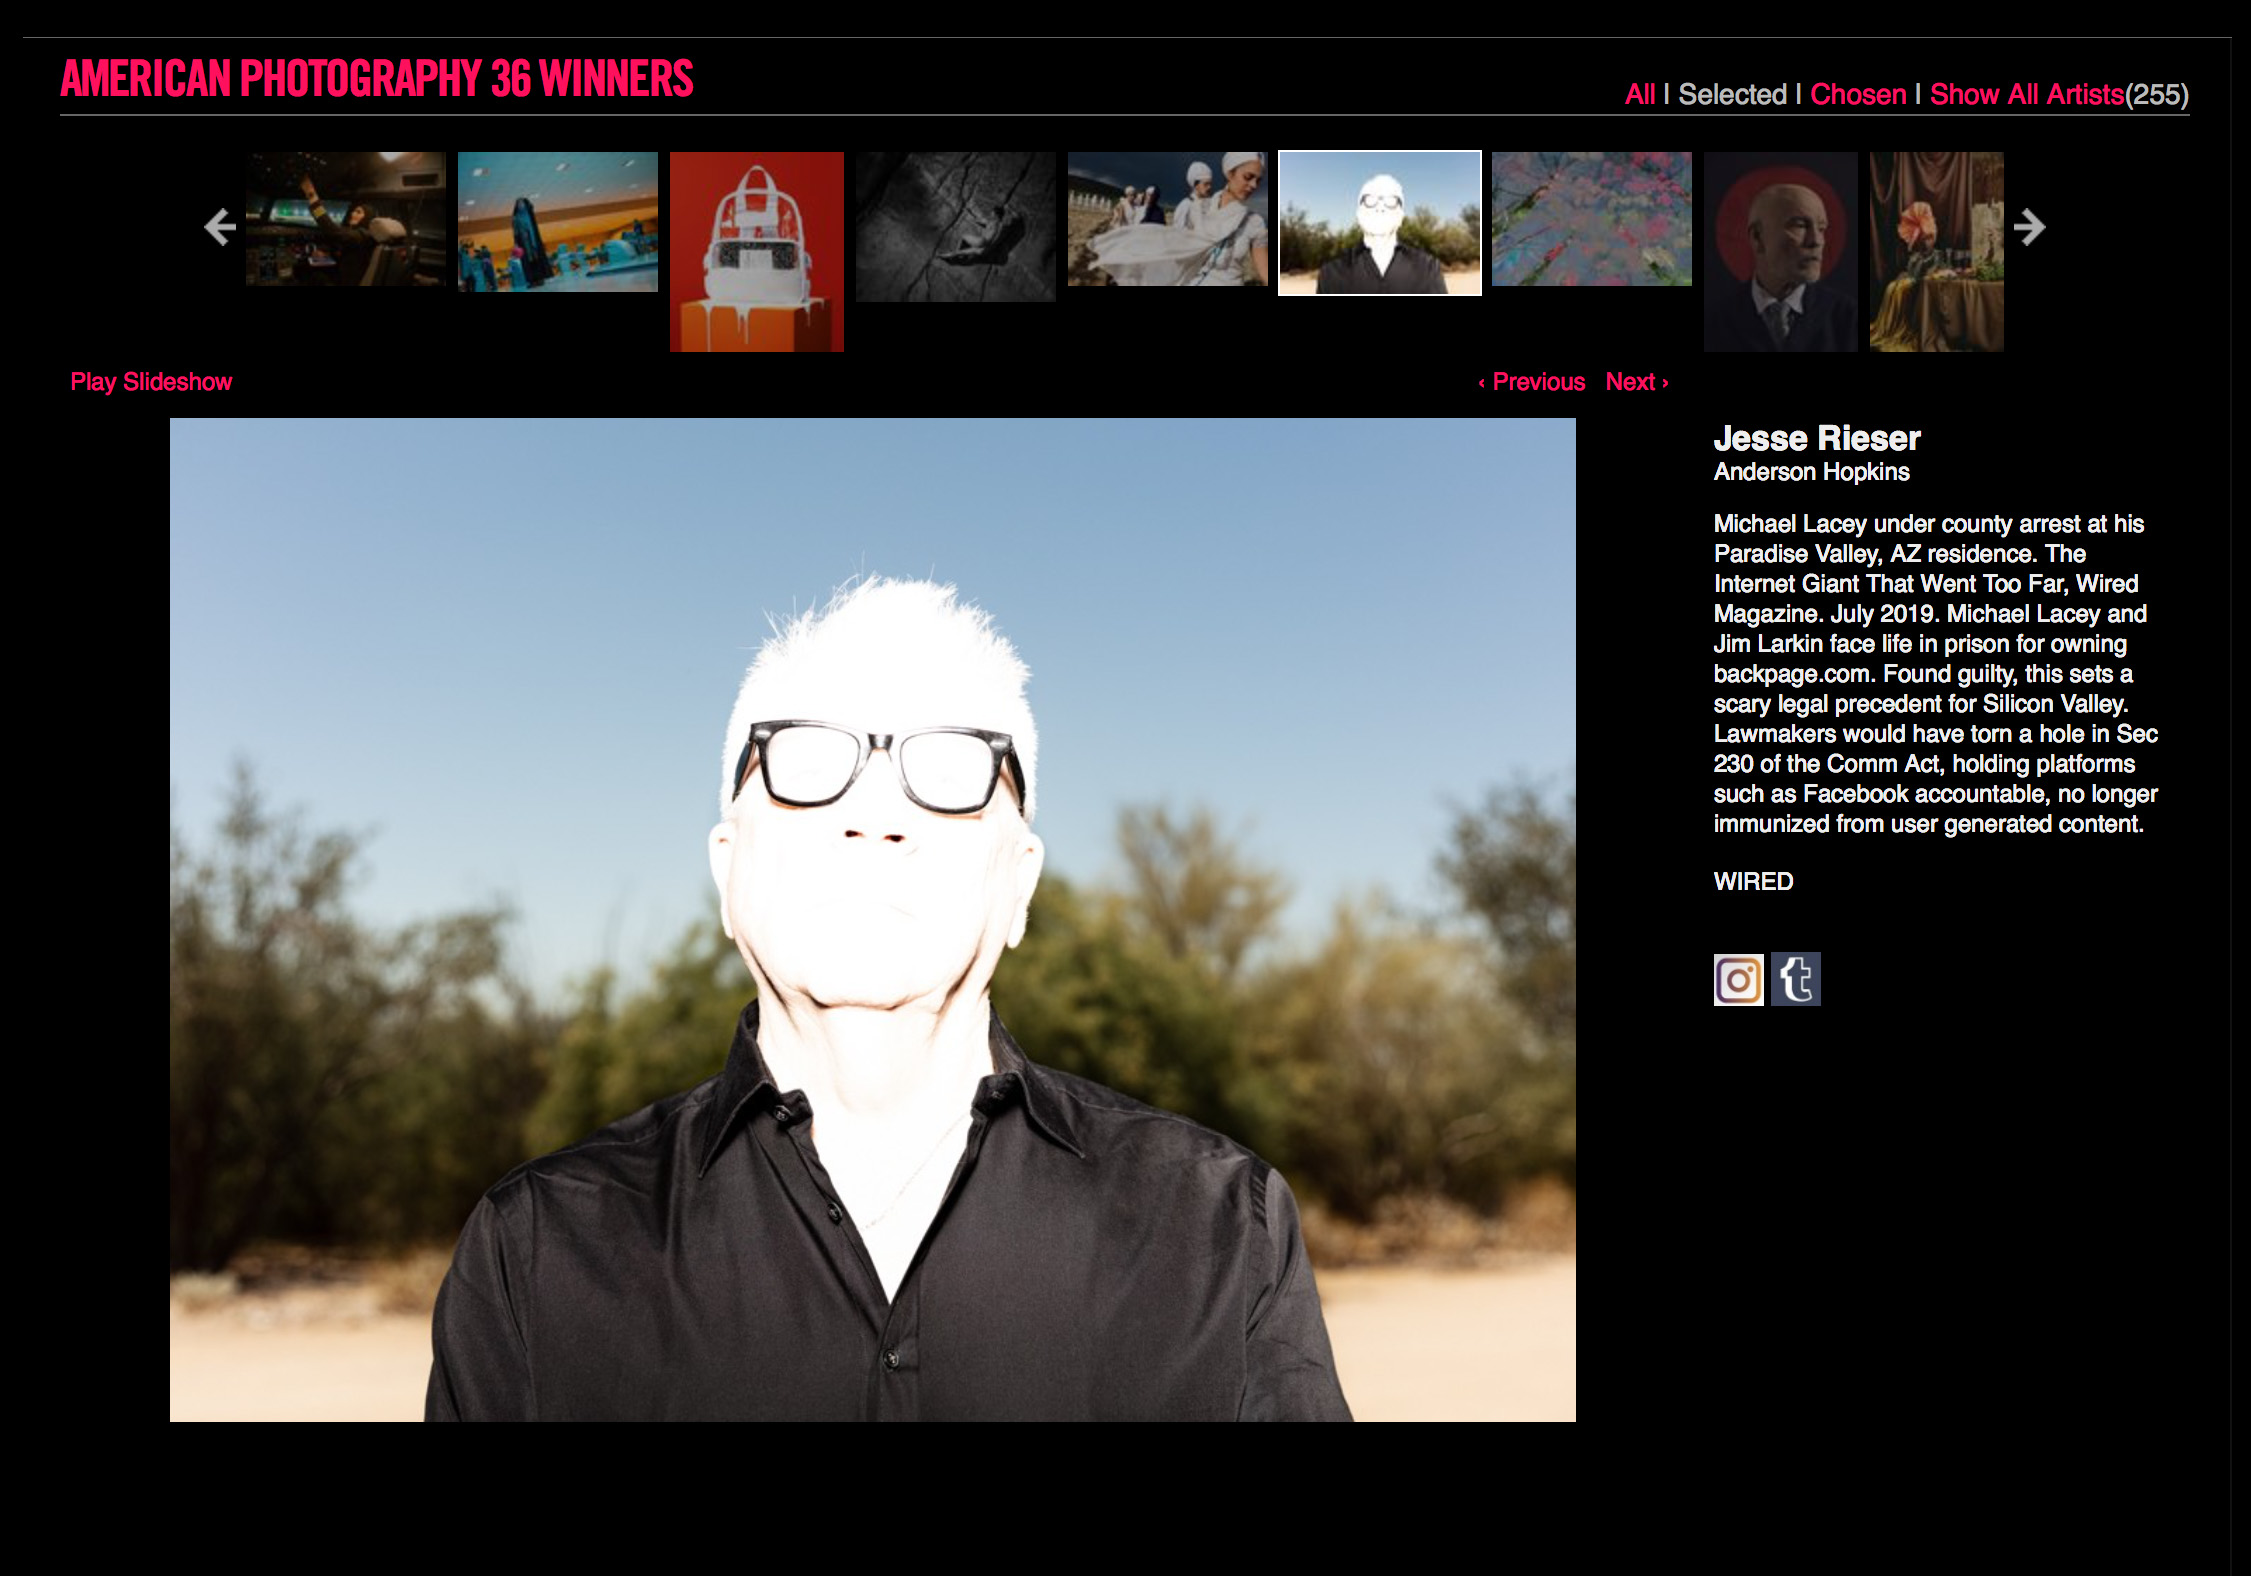 AMERICAN PHOTOGRAPHY 36 WINNERS
All | Selected | Chosen | Show All Artists(255)
Play Slideshow
‹ Previous Next ›
Jesse Rieser
Anderson Hopkins
Michael Lacey under county arrest at his
Paradise Valley, AZ residence. The
Internet Giant That Went Too Far, Wired
Magazine. July 2019. Michael Lacey and
Jim Larkin face life in prison for owning
backpage.com. Found guilty, this sets a
scary legal precedent for Silicon Valley.
Lawmakers would have torn a hole in Sec
230 of the Comm Act, holding platforms
such as Facebook accountable, no longer
immunized from user generated content.
WIRED
t